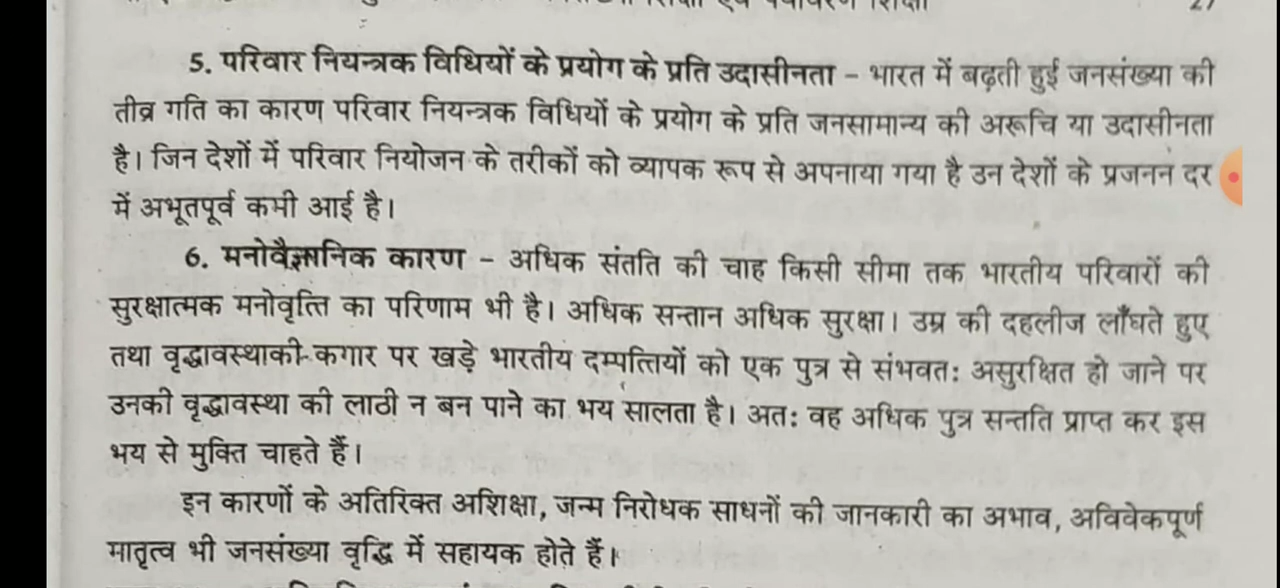 शिक्षा एवं पर्यावरण शिक्षा
27
5. परिवार नियन्त्रक विधियों के प्रयोग के प्रति उदासीनता – भारत में बढ़ती हुई जनसंख्या की
तीव्र गति का कारण परिवार नियन्त्रक विधियों के प्रयोग के प्रति जनसामान्य की अरूचि या उदासीनता
है। जिन देशों में परिवार नियोजन के तरीकों को व्यापक रूप से अपनाया गया है उन देशों के प्रजनन दर
में अभूतपूर्व कमी आई है।
6. मनोवैज्ञानिक कारण – अधिक संतति की चाह किसी सीमा तक भारतीय परिवारों की
सुरक्षात्मक मनोवृत्ति का परिणाम भी है। अधिक सन्तान अधिक सुरक्षा। उम्र की दहलीज लाँघते हुए
तथा वृद्धावस्थाकी कगार पर खड़े भारतीय दम्पत्तियों को एक पुत्र से संभवतः असुरक्षित हो जाने पर
उनकी वृद्धावस्था की लाठी न बन पाने का भय सालता है। अतः वह अधिक पुत्र सन्तति प्राप्त कर इस
भय से मुक्ति चाहते हैं।
इन कारणों के अतिरिक्त अशिक्षा, जन्म निरोधक साधनों की जानकारी का अभाव, अविवेकपूर्ण
मातृत्व भी जनसंख्या वृद्धि में सहायक होते हैं।